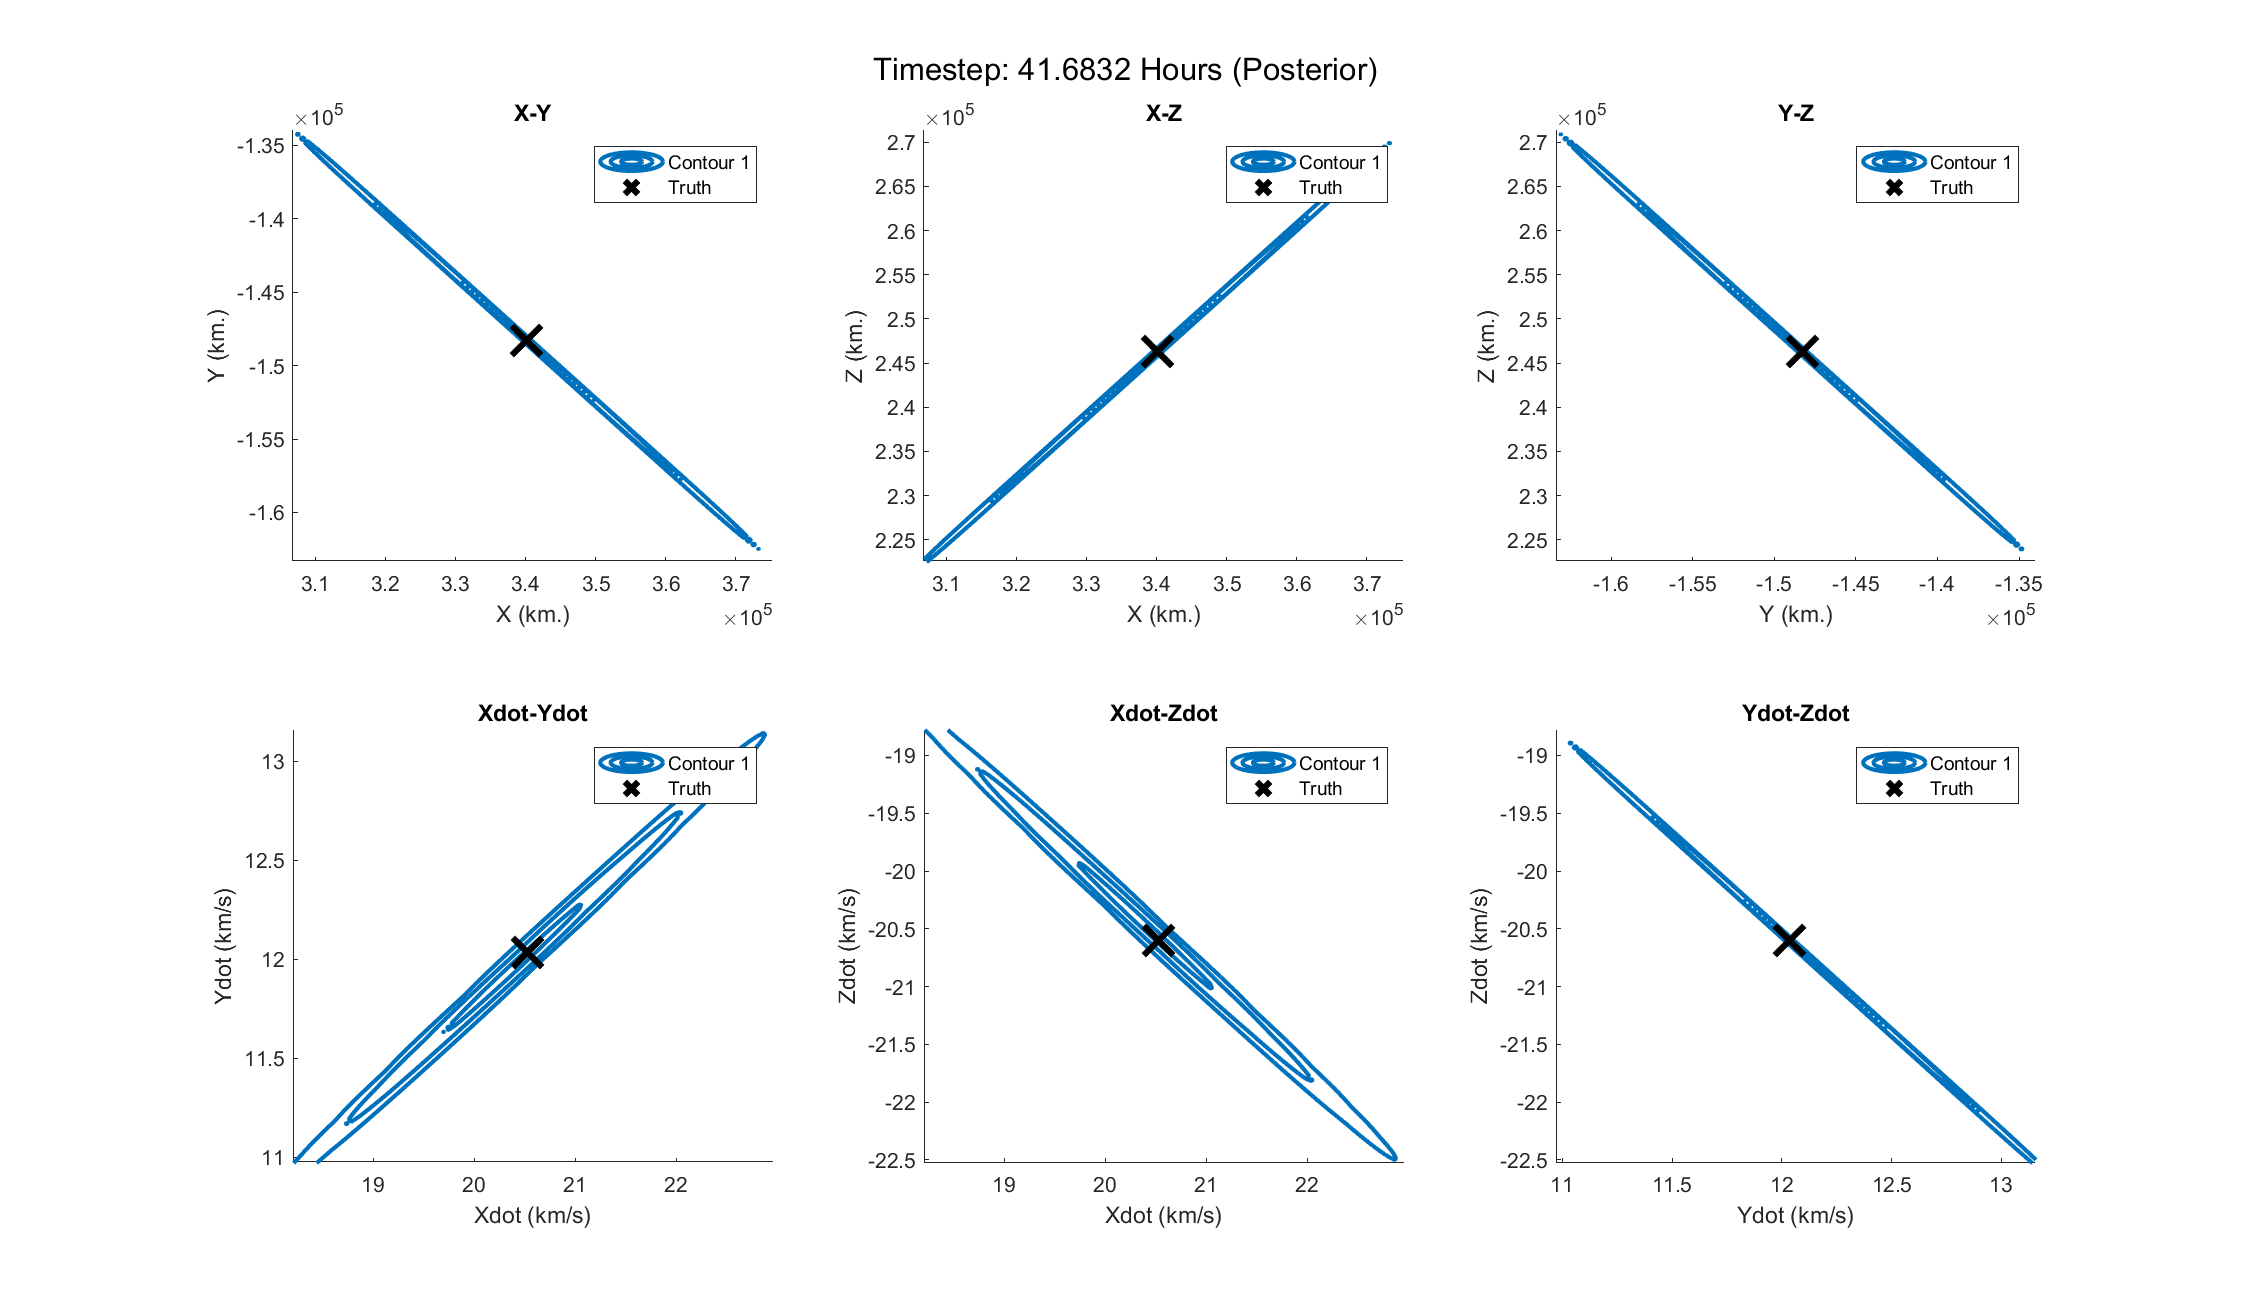 Timestep: 41.6832 Hours (Posterior)
X-Y
×10^5
-1.35
-1.4
-1.45
-1.5
-1.55
-1.6
Y (km.)
3.1 3.2 3.3 3.4 3.5 3.6 3.7
X (km.)
×10^5
Contour 1
Truth
X-Z
×10^5
2.7
2.65
2.6
2.55
2.5
2.45
2.4
2.35
2.3
2.25
Z (km.)
3.1 3.2 3.3 3.4 3.5 3.6 3.7
X (km.)
×10^5
Contour 1
Truth
Y-Z
×10^5
2.7
2.65
2.6
2.55
2.5
2.45
2.4
2.35
2.3
2.25
Z (km.)
-1.6 -1.55 -1.5 -1.45 -1.4 -1.35
Y (km.)
×10^5
Contour 1
Truth
Xdot-Ydot
13
12.5
12
11.5
11
Ydot (km/s)
19 20 21 22
Xdot (km/s)
Contour 1
Truth
Xdot-Zdot
-19
-19.5
-20
-20.5
-21
-21.5
-22
-22.5
Zdot (km/s)
19 20 21 22
Xdot (km/s)
Contour 1
Truth
Ydot-Zdot
-19
-19.5
-20
-20.5
-21
-21.5
-22
-22.5
Zdot (km/s)
11 11.5 12 12.5 13
Ydot (km/s)
Contour 1
Truth